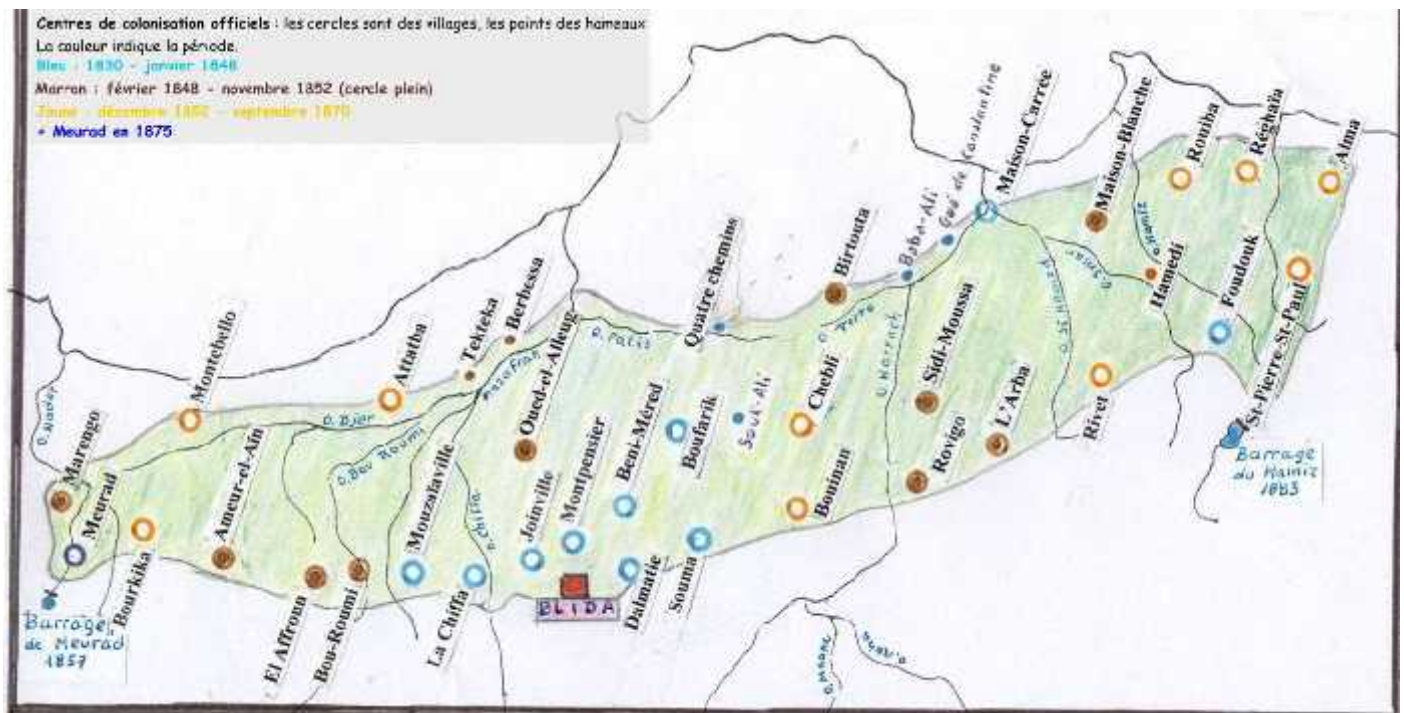 Centres de colonisation officiels : les cercles sont des villages, les points des hameaux
La couleur indique la période.
Bleu : 1830 - janvier 1848
Marron : février 1848 - novembre 1852 (cercle plein)
Jaune : décembre 1852 - septembre 1870
+ Meurad en 1875
O. Nador
Marengo
Meurad
Barrage
de Meurad
1857
Bourkika
Montebello
Ameur-el-Aïn
El Affroun
Bou-Roumi
O. Djer
O. Bou Roumi
Attatba
Tekteka
Berbessa
Mazafran
Mouzaïaville
La Chiffa
O. Chiffa
Oued-el-Alleug
Joinville
Montpensier
BLIDA
Beni-Méred
Dalmatie
Souma
Boufarik
Souk-Ali
Quatre chemins
Birtouta
Chebli
Bouinan
Baba-Ali
Gué de Constantine
Maison-Carrée
O. Harrach
Sidi-Moussa
Rovigo
L'Arba
Rivet
Maison-Blanche
O. Hamiz
Hamedi
Rouiba
Réghaïa
Alma
Foudouk
St-Pierre-St-Paul
Barrage
du Hamiz
1883